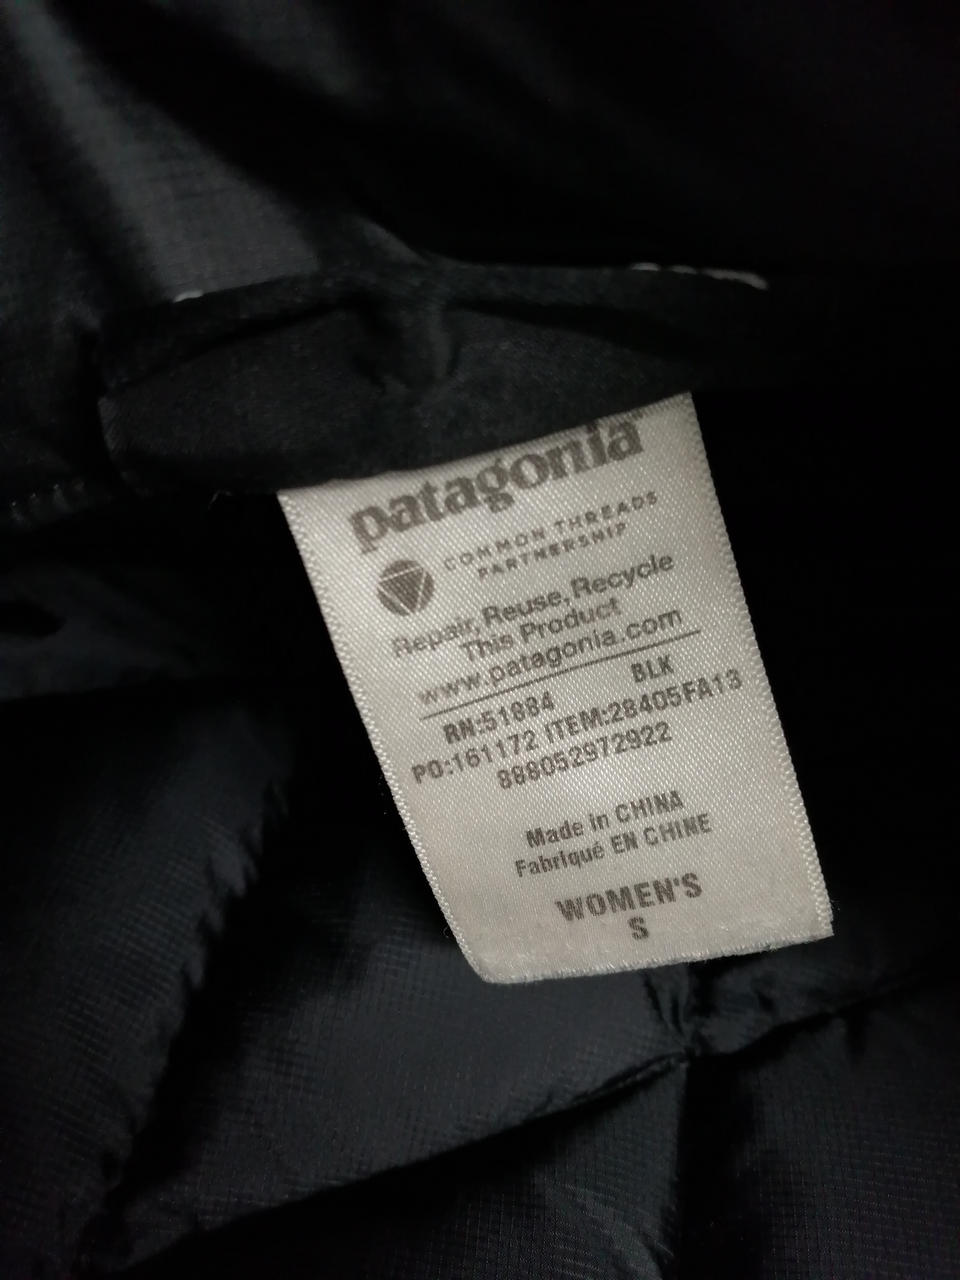 patagonia
COMMON THREADS
PARTNERSHIP
Repair, Reuse, Recycle
This Product
www.patagonia.com
RN:51884 BLK
PO:161172 ITEM:28405FA13
888052972922
Made in CHINA
Fabriqué EN CHINE
WOMEN'S
S